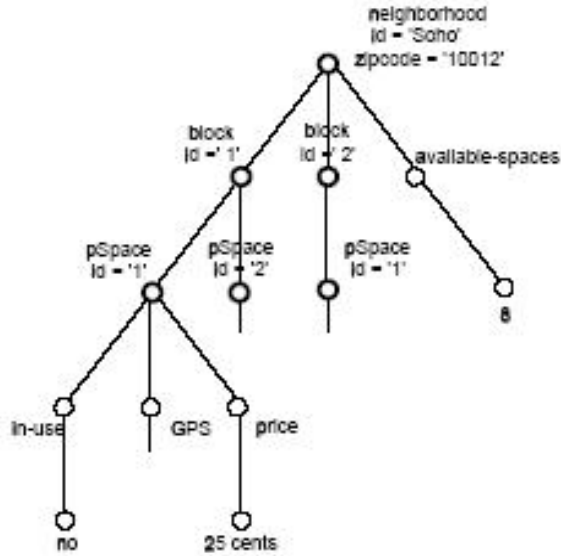 neighborhood
id = 'Soho'
zipcode = '10012'
block
id =' 1'
block
id =' 2'
available-spaces
pSpace
id = '1'
pSpace
id = '2'
pSpace
id = '1'
8
in-use
GPS
price
no
25 cents